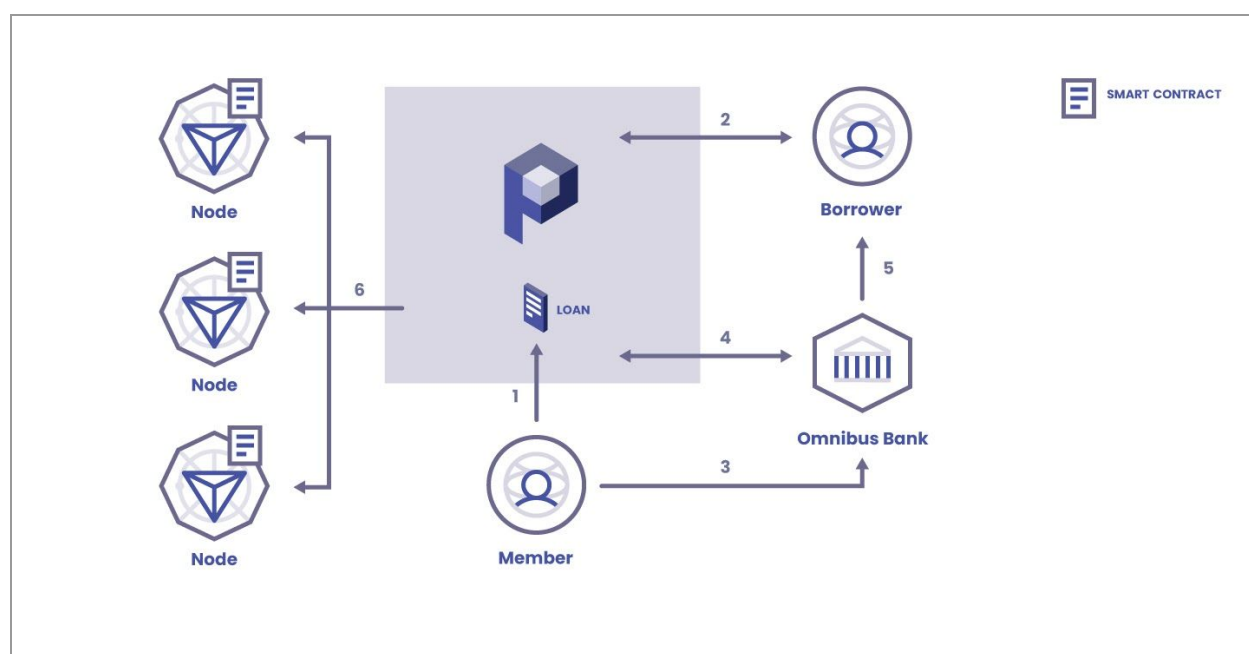 SMART CONTRACT
2
Node
Borrower
5
6
LOAN
4
Node
1
Omnibus Bank
3
Node
Member